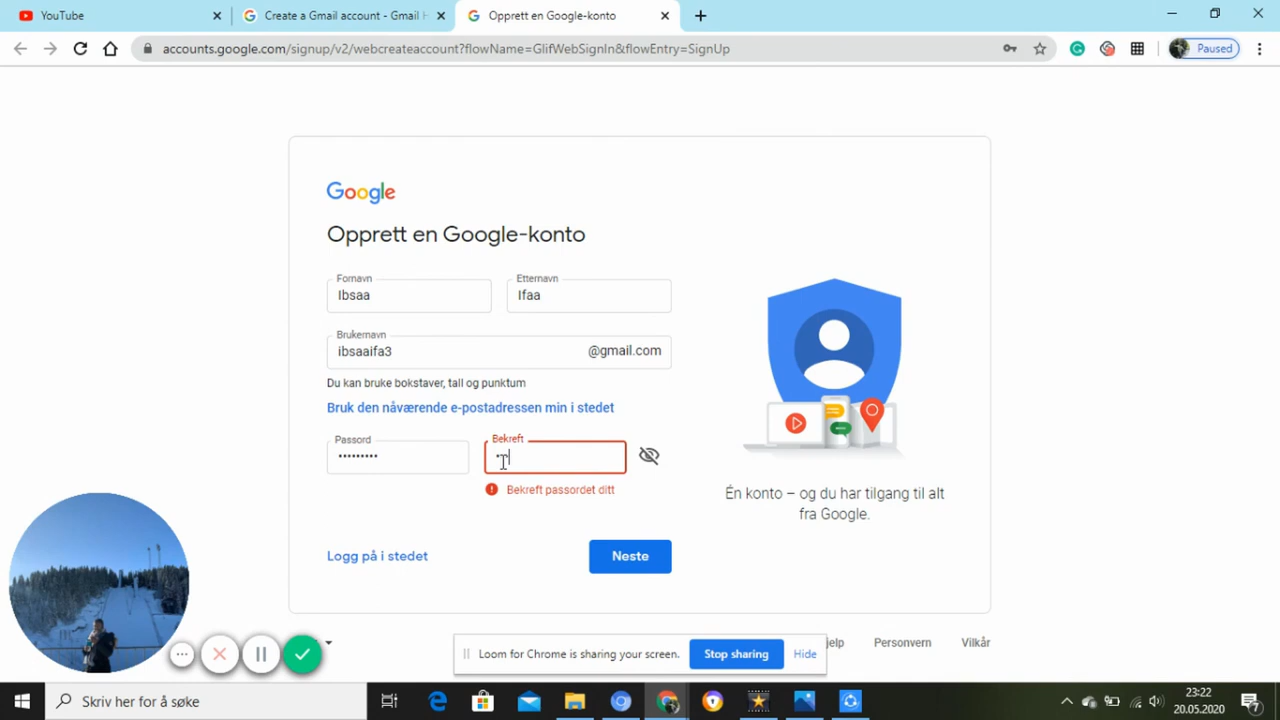 YouTube
Create a Gmail account - Gmail H
Opprett en Google-konto
accounts.google.com/signup/v2/webcreateaccount?flowName=GlifWebSignIn&flowEntry=SignUp
Paused
Google
Opprett en Google-konto
Fornavn
Ibsaa
Etternavn
Ifaa
Brukernavn
ibsaaifa3
@gmail.com
Du kan bruke bokstaver, tall og punktum
Bruk den nåværende e-postadressen min i stedet
Passord
•••••••••
Bekreft
Bekreft passordet ditt
Logg på i stedet
Neste
Én konto – og du har tilgang til alt
fra Google.
jelp
Personvern
Vilkår
Loom for Chrome is sharing your screen.
Stop sharing
Hide
Skriv her for å søke
23:22
20.05.2020
7